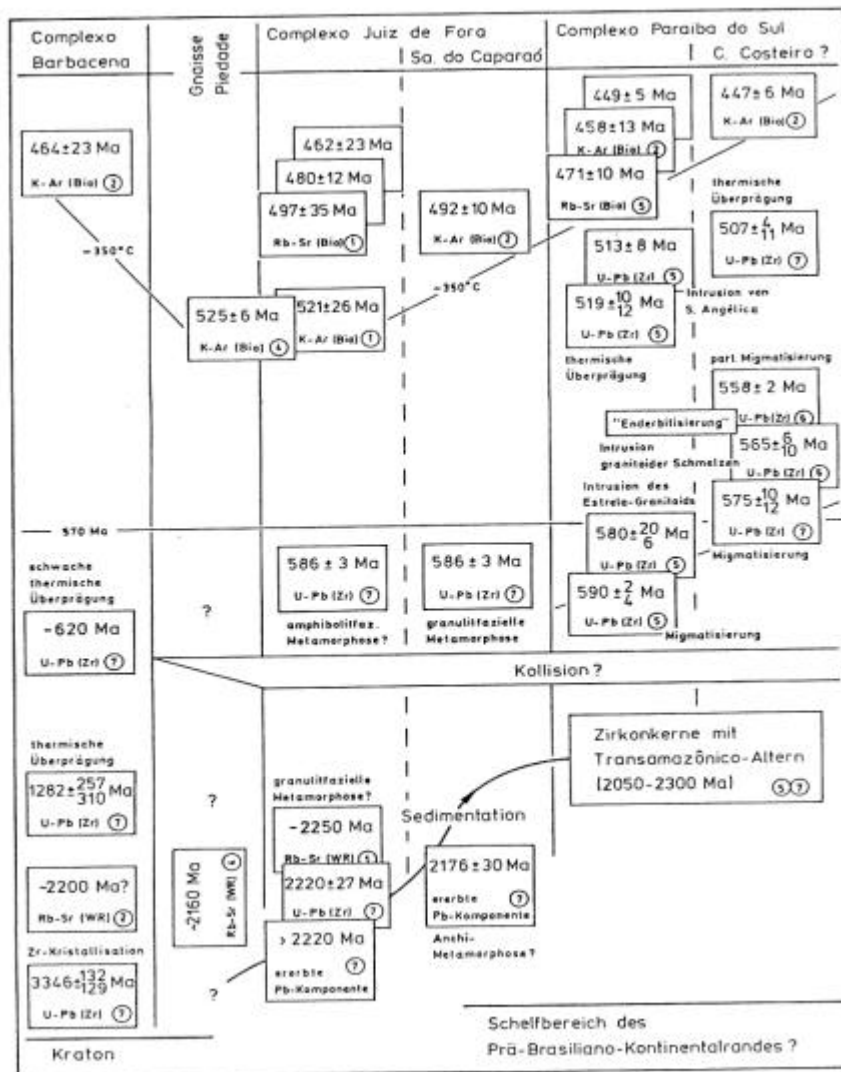 Complexo
Barbacena
Gnaisse
Piedade
Complexo Juiz de Fora
Sa. do Caparaó
Complexo Paraiba do Sul
C. Costeiro ?
464±23 Ma
K-Ar (Bio) ②
~350°C
525±6 Ma
K-Ar (Bio) ④
462±23 Ma
480±12 Ma
497±35 Ma
Rb-Sr (Bio) ①
521±26 Ma
K-Ar (Bio) ①
492±10 Ma
K-Ar (Bio) ②
~350°C
449±5 Ma
458±13 Ma
K-Ar (Bio) ②
471±10 Ma
Rb-Sr (Bio) ⑤
447±6 Ma
K-Ar (Bio) ②
thermische
Überprägung
507±4/11 Ma
U-Pb (Zr) ⑦
513±8 Ma
U-Pb (Zr) ⑤
Intrusion von
S. Angélica
519±10/12 Ma
U-Pb (Zr) ⑤
thermische
Überprägung
part. Migmatisierung
558±2 Ma
U-Pb (Zr) ⑥
"Enderbitisierung"
565±6/10 Ma
U-Pb (Zr) ⑥
Intrusion
granitoider Schmelzen
575±10/12 Ma
U-Pb (Zr) ⑦
Migmatisierung
Intrusion des
Estrela-Granitoids
580±20/6 Ma
U-Pb (Zr) ⑤
590±2/4 Ma
U-Pb (Zr) ⑤
Migmatisierung
570 Ma
schwache
thermische
Überprägung
~620 Ma
U-Pb (Zr) ⑦
?
586±3 Ma
U-Pb (Zr) ⑦
amphibolitfaz.
Metamorphose?
586±3 Ma
U-Pb (Zr) ⑦
granulitfazielle
Metamorphose
Kollision ?
thermische
Überprägung
1282±257/310 Ma
U-Pb (Zr) ⑦
~2200 Ma?
Rb-Sr (WR) ②
Zr-Kristallisation
3346±132/129 Ma
U-Pb (Zr) ⑦
?
~2160 Ma
Rb-Sr (WR) ④
?
granulitfazielle
Metamorphose?
~2250 Ma
Rb-Sr (WR)
2220±27 Ma
U-Pb (Zr) ⑦
> 2220 Ma
ererbte ⑦
Pb-Komponente
Sedimentation
2176±30 Ma
ererbte ⑦
Pb-Komponente
Anchi-
Metamorphose?
Zirkonkerne mit
Transamazônico-Altern
(2050-2300 Ma) ⑤⑦
Kraton
Schelfbereich des
Prä-Brasiliano-Kontinentalrandes ?